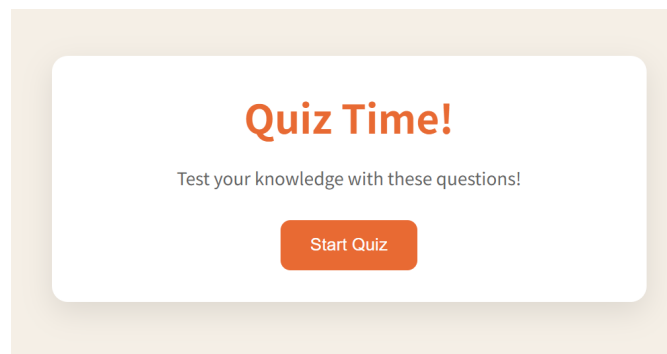 Quiz Time!
Test your knowledge with these questions!
Start Quiz